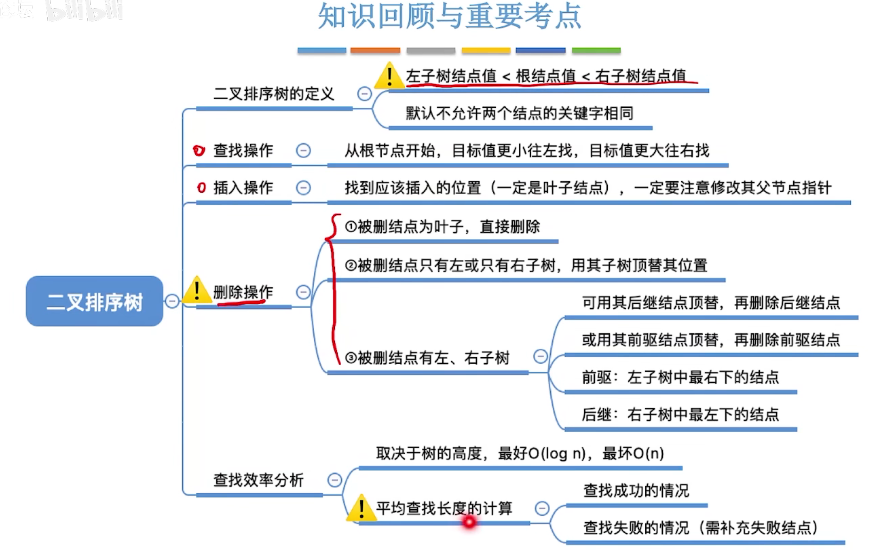 bilibili
知识回顾与重要考点
左子树结点值 < 根结点值 < 右子树结点值
二叉排序树的定义
默认不允许两个结点的关键字相同
查找操作
从根节点开始，目标值更小往左找，目标值更大往右找
插入操作
找到应该插入的位置（一定是叶子结点），一定要注意修改其父节点指针
①被删结点为叶子，直接删除
②被删结点只有左或只有右子树，用其子树顶替其位置
删除操作
二叉排序树
可用其后继结点顶替，再删除后继结点
或用其前驱结点顶替，再删除前驱结点
③被删结点有左、右子树
前驱：左子树中最右下的结点
后继：右子树中最左下的结点
取决于树的高度，最好O(log n)，最坏O(n)
查找效率分析
查找成功的情况
平均查找长度的计算
查找失败的情况（需补充失败结点）